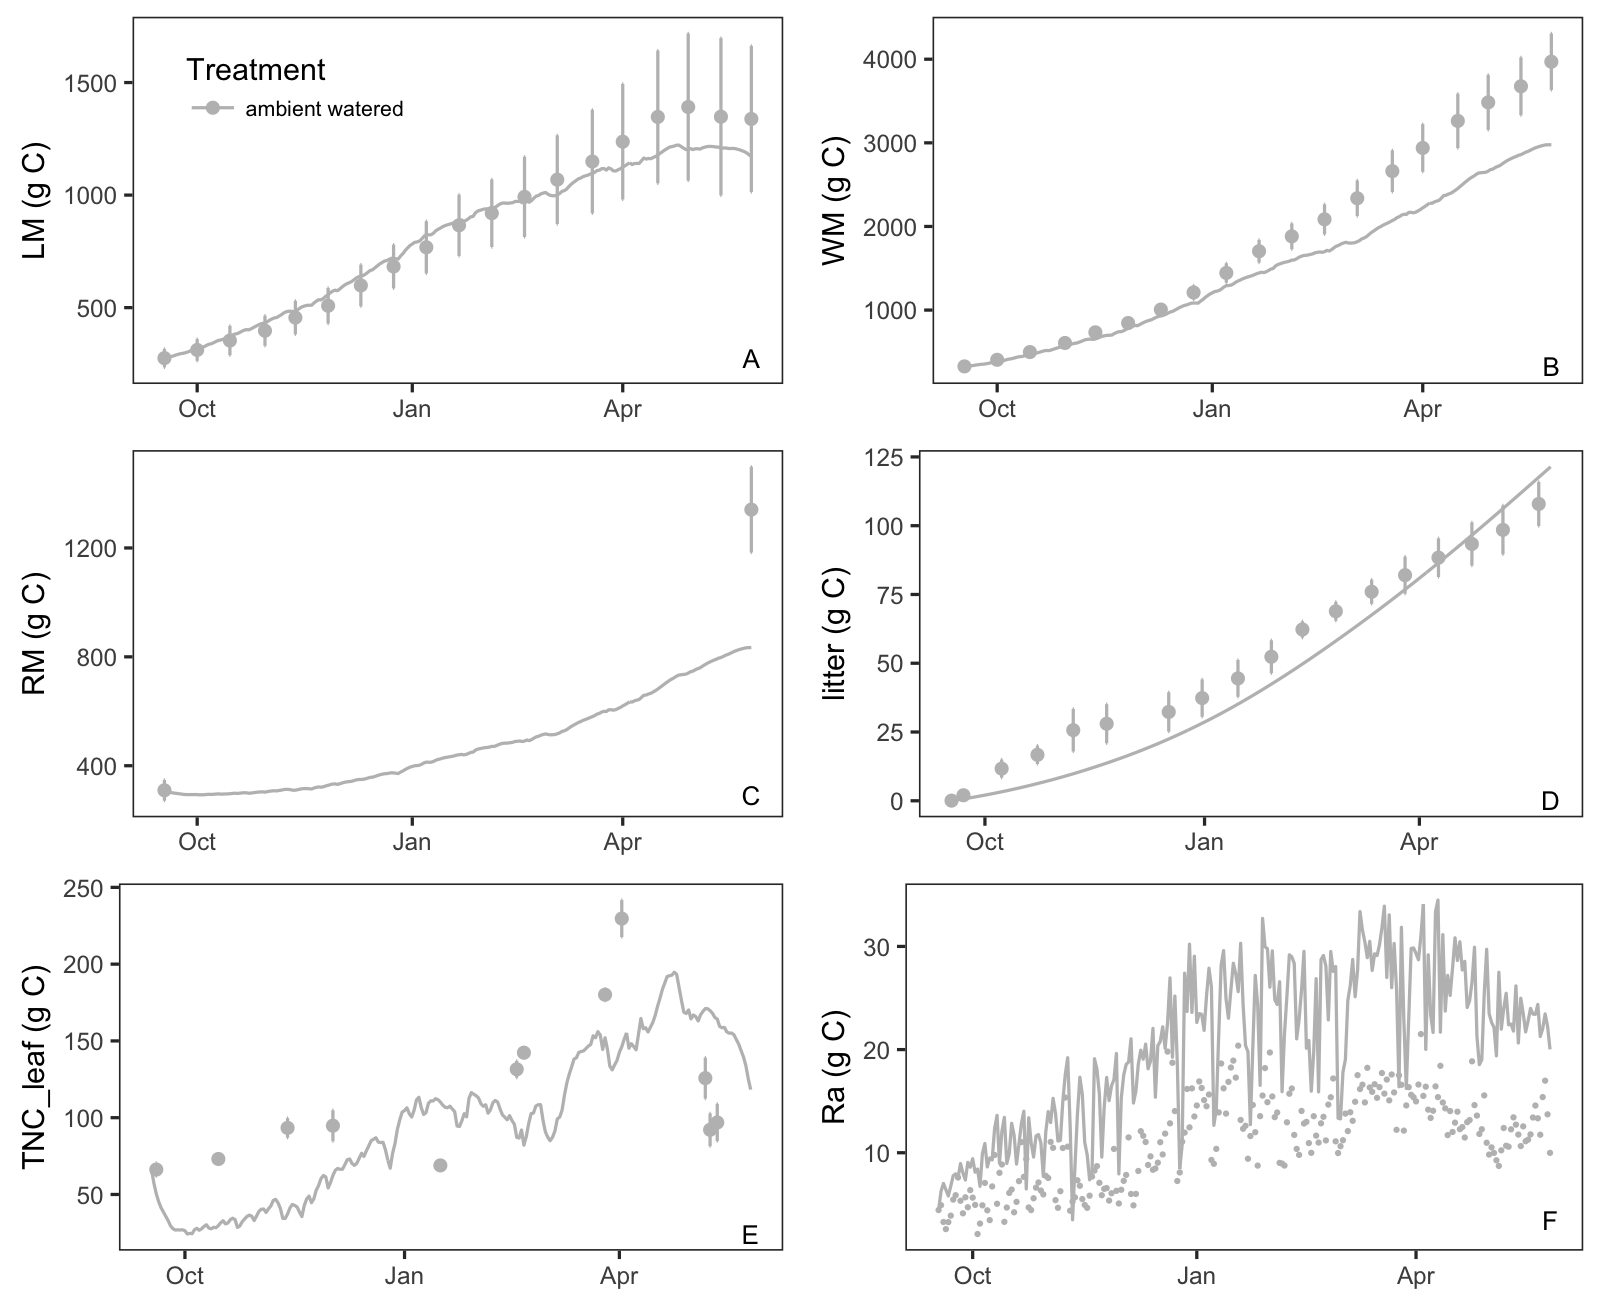 LM (g C)
1500
1000
500
Treatment
ambient watered
A
Oct Jan Apr
WM (g C)
4000
3000
2000
1000
B
Oct Jan Apr
RM (g C)
1200
800
400
C
Oct Jan Apr
litter (g C)
125
100
75
50
25
0
D
Oct Jan Apr
TNC_leaf (g C)
250
200
150
100
50
E
Oct Jan Apr
Ra (g C)
30
20
10
F
Oct Jan Apr